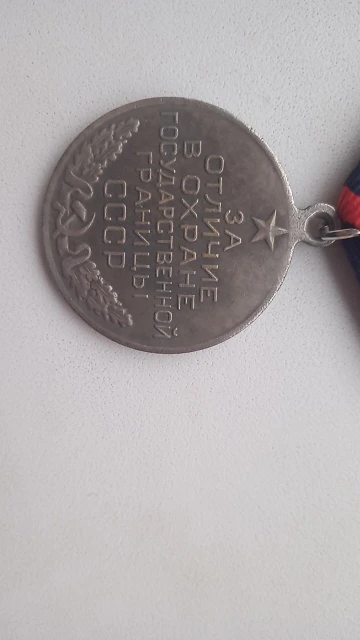 ЗА
ОТЛИЧИЕ
В ОХРАНЕ
ГОСУДАРСТВЕННОЙ
ГРАНИЦЫ
СССР